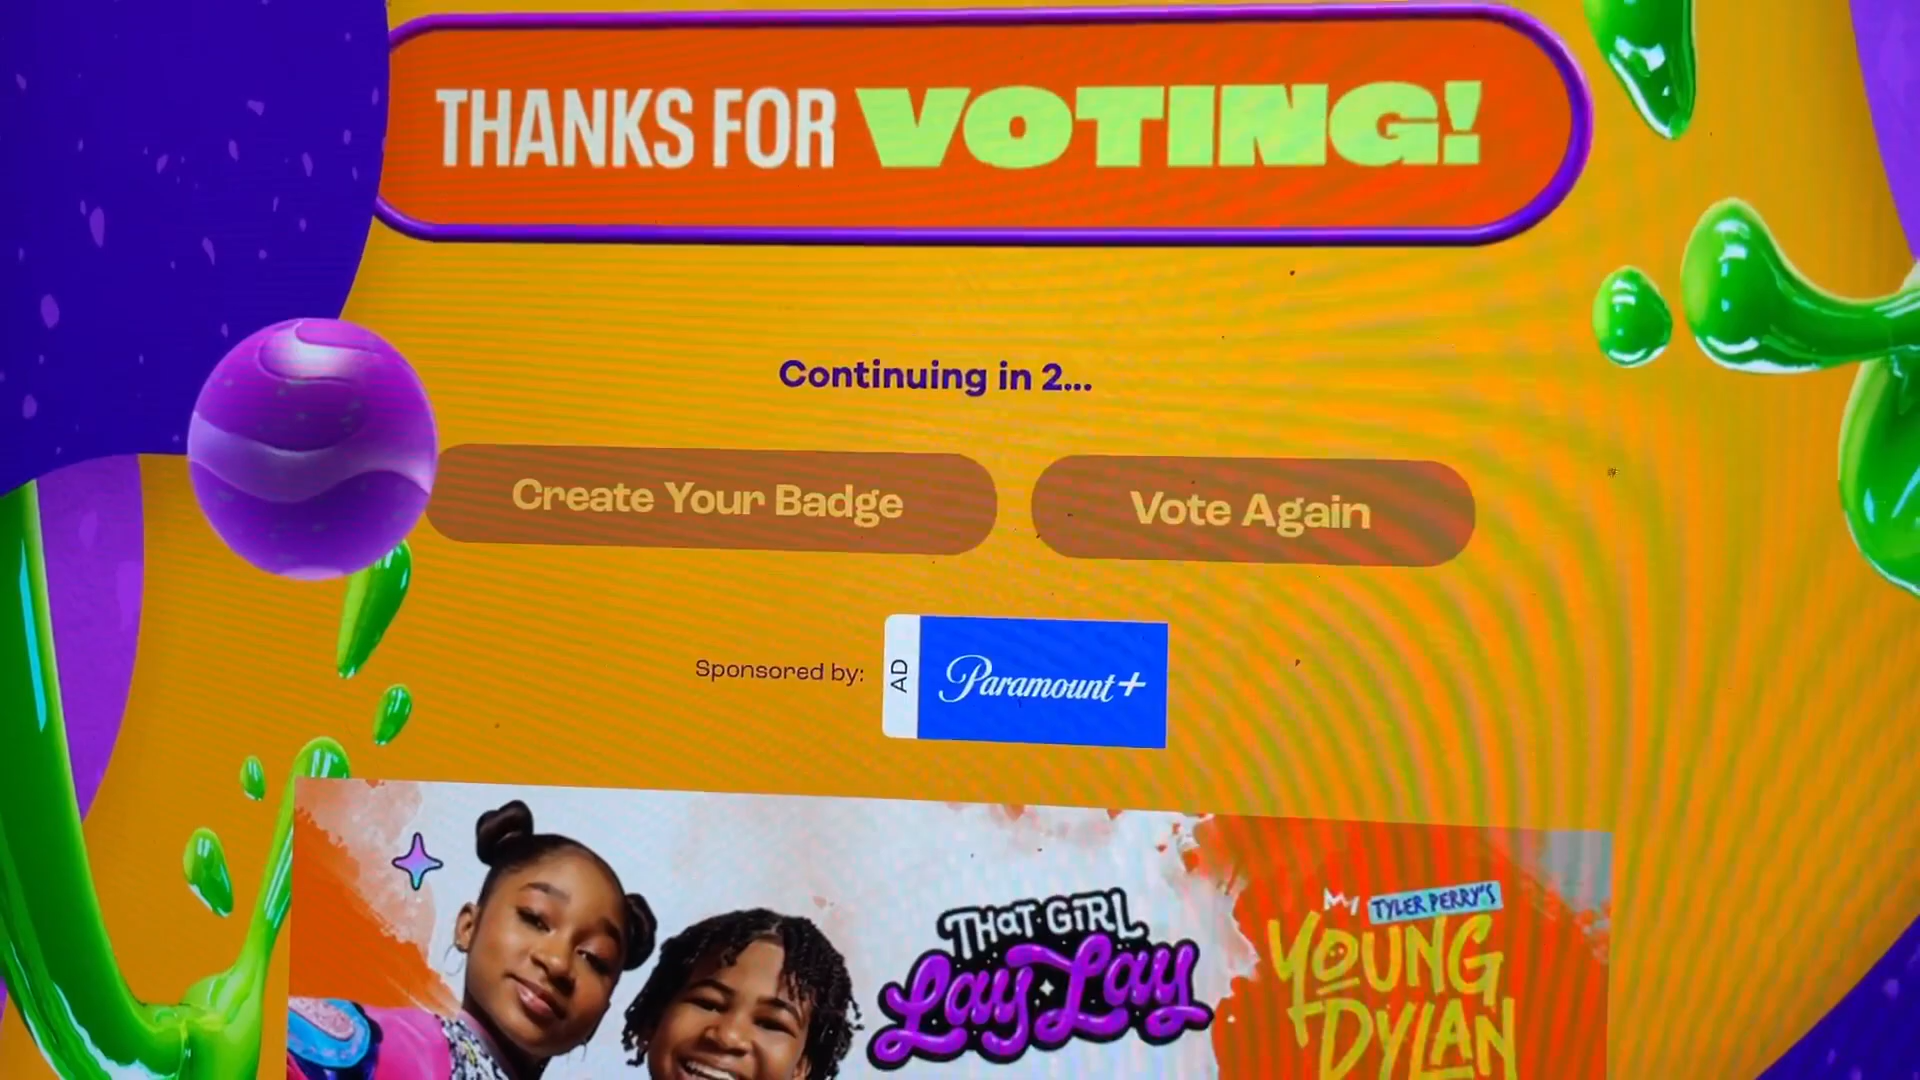 THANKS FOR VOTING!
Continuing in 2...
Create Your Badge
Vote Again
Sponsored by:
AD
Paramount+
THAT GIRL
Lay Lay
TYLER PERRY'S
YOUNG
DYLAN